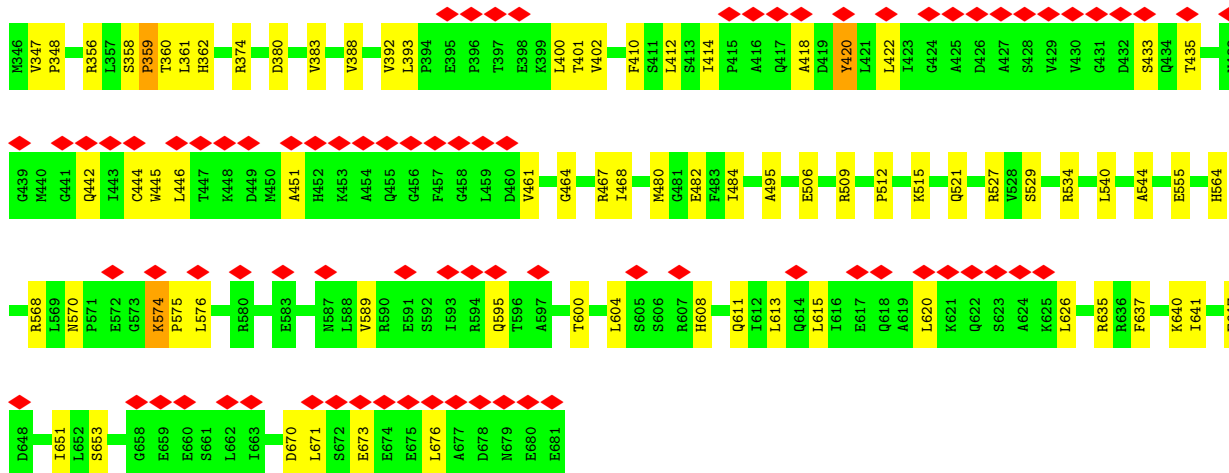 M346 V347 P348 R356 L357 S358 P359 T360 L361 H362 R374 D380 V383 V388 V392 L393 P394 E395 P396 T397 E398 K399 L400 T401 V402 F410 S411 L412 S413 I414 P415 A416 Q417 A418 D419 Y420 L421 L422 I423 G424 A425 D426 A427 S428 V429 V430 G431 D432 S433 Q434 T435
G439 M440 G441 Q442 I443 C444 W445 L446 T447 K448 D449 M450 A451 H452 K453 A454 Q455 G456 F457 G458 L459 D460 V461 G464 R467 I468 M480 G481 E482 F483 I484 A495 E506 R509 P512 K515 Q521 R527 V528 S529 R534 L540 A544 E555 H564
R568 L569 N570 P571 E572 G573 K574 P575 L576 R580 E583 N587 L588 V589 R590 E591 S592 I593 R594 Q595 T596 A597 T600 L604 S605 S606 R607 H608 Q611 I612 L613 Q614 L615 I616 E617 Q618 A619 L620 K621 Q622 S623 A624 K625 L626 R635 R636 F637 K640 I641
D648 I651 L652 S653 G658 E659 E660 S661 L662 I663 D670 L671 S672 E673 E674 E675 L676 A677 D678 N679 E680 E681